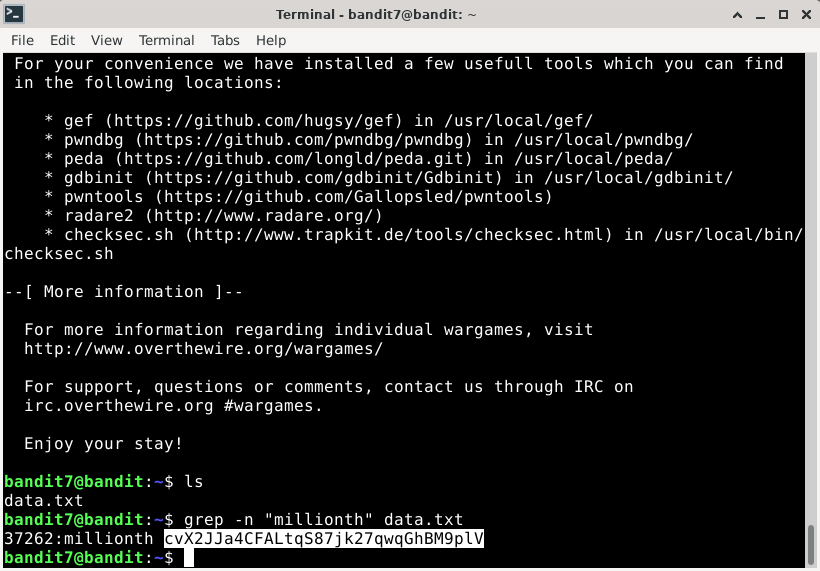 Terminal - bandit7@bandit: ~
File Edit View Terminal Tabs Help
For your convenience we have installed a few usefull tools which you can find
in the following locations:
* gef (https://github.com/hugsy/gef) in /usr/local/gef/
* pwndbg (https://github.com/pwndbg/pwndbg) in /usr/local/pwndbg/
* peda (https://github.com/longld/peda.git) in /usr/local/peda/
* gdbinit (https://github.com/gdbinit/Gdbinit) in /usr/local/gdbinit/
* pwntools (https://github.com/Gallopsled/pwntools)
* radare2 (http://www.radare.org/)
* checksec.sh (http://www.trapkit.de/tools/checksec.html) in /usr/local/bin/
checksec.sh
--[ More information ]--
For more information regarding individual wargames, visit
http://www.overthewire.org/wargames/
For support, questions or comments, contact us through IRC on
irc.overthewire.org #wargames.
Enjoy your stay!
bandit7@bandit:~$ ls
data.txt
bandit7@bandit:~$ grep -n "millionth" data.txt
37262:millionth cvX2JJa4CFALtqS87jk27qwqGhBM9plV
bandit7@bandit:~$